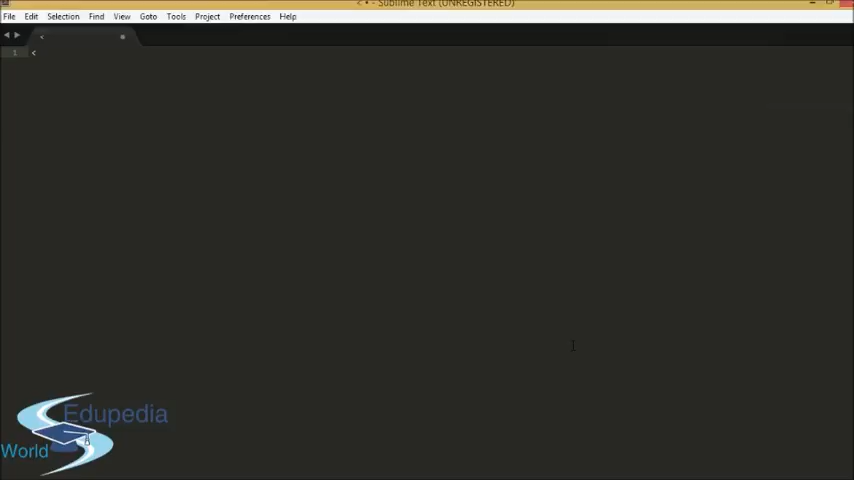 < • - Sublime Text (UNREGISTERED)
File Edit Selection Find View Goto Tools Project Preferences Help
<
1 <
Edupedia
World